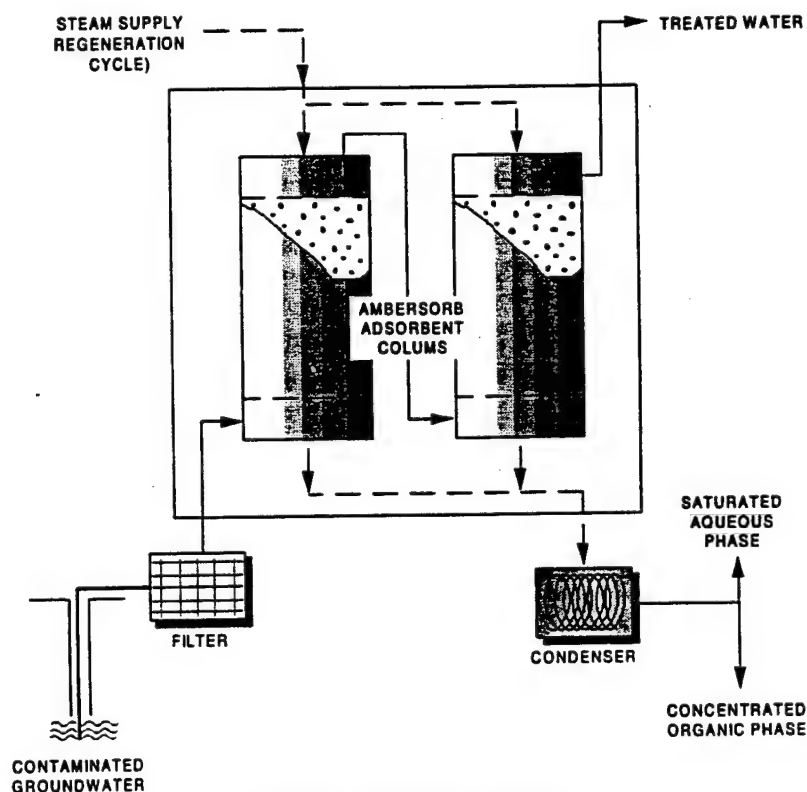 STEAM SUPPLY
REGENERATION
CYCLE)
TREATED WATER
AMBERSORB
ADSORBENT
COLUMS
SATURATED
AQUEOUS
PHASE
FILTER
CONDENSER
CONCENTRATED
ORGANIC PHASE
CONTAMINATED
GROUNDWATER